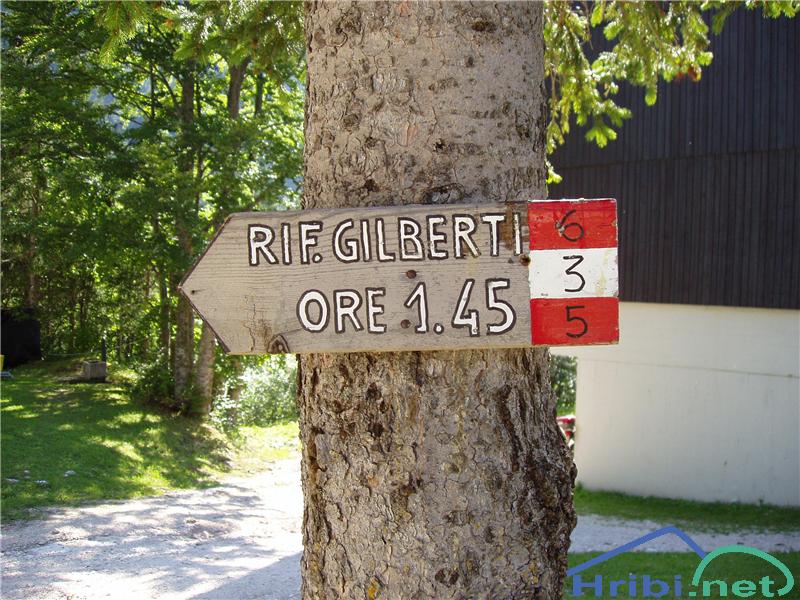 RIF. GILBERTI
ORE 1.45
6
3
5
Hribi.net